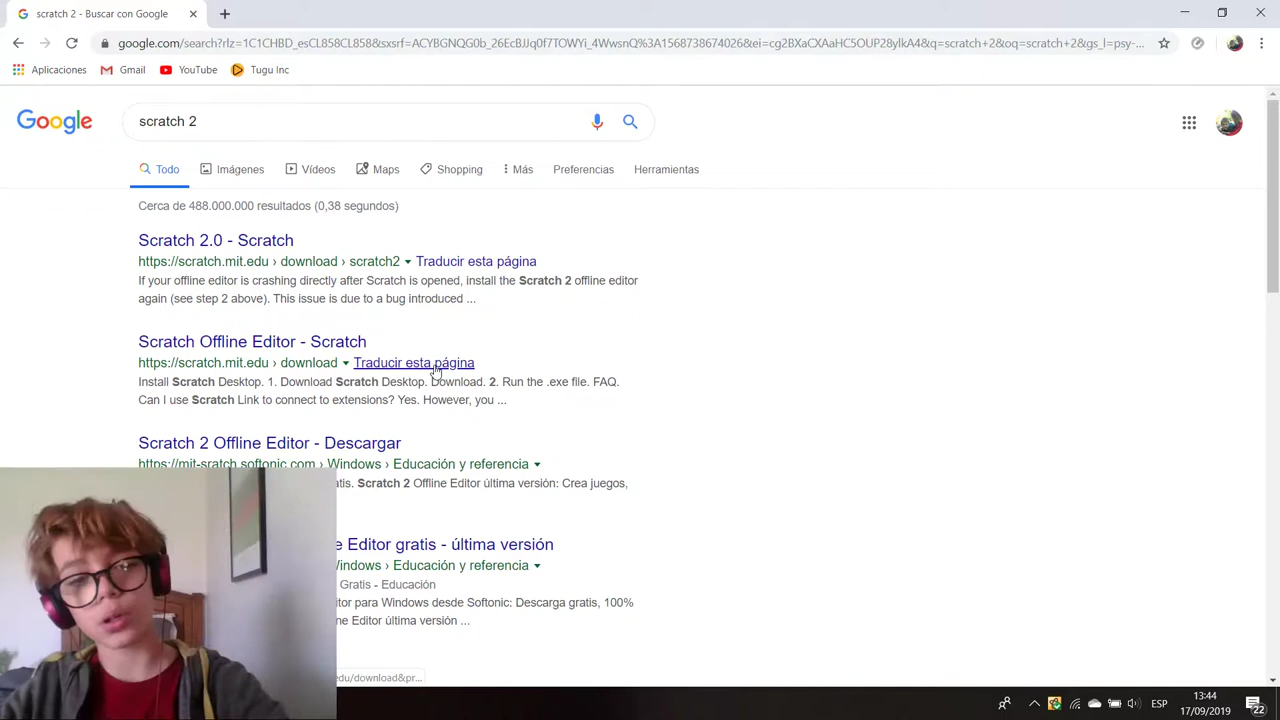 scratch 2 - Buscar con Google
google.com/search?rlz=1C1CHBD_esCL858CL858&sxsrf=ACYBGNQG0b_26EcBJJq0f7TOWYi_4WwsnQ%3A1568738674026&ei=cg2BXaCXAaHC5OUP28ylkA4&q=scratch+2&oq=scratch+2&gs_l=psy-...
Aplicaciones
Gmail
YouTube
Tugu Inc
Google
scratch 2
Todo
Imágenes
Vídeos
Maps
Shopping
Más
Preferencias
Herramientas
Cerca de 488.000.000 resultados (0,38 segundos)
Scratch 2.0 - Scratch
https://scratch.mit.edu › download › scratch2 Traducir esta página
If your offline editor is crashing directly after Scratch is opened, install the Scratch 2 offline editor
again (see step 2 above). This issue is due to a bug introduced ...
Scratch Offline Editor - Scratch
https://scratch.mit.edu › download Traducir esta página
Install Scratch Desktop. 1. Download Scratch Desktop. Download. 2. Run the .exe file. FAQ.
Can I use Scratch Link to connect to extensions? Yes. However, you ...
Scratch 2 Offline Editor - Descargar
https://mit-sratch.softonic.com › Windows › Educación y referencia
atis. Scratch 2 Offline Editor última versión: Crea juegos,
e Editor gratis - última versión
Windows › Educación y referencia
Gratis - Educación
itor para Windows desde Softonic: Descarga gratis, 100%
ne Editor última versión ...
edu/download&pr...
ESP
13:44
17/09/2019
22